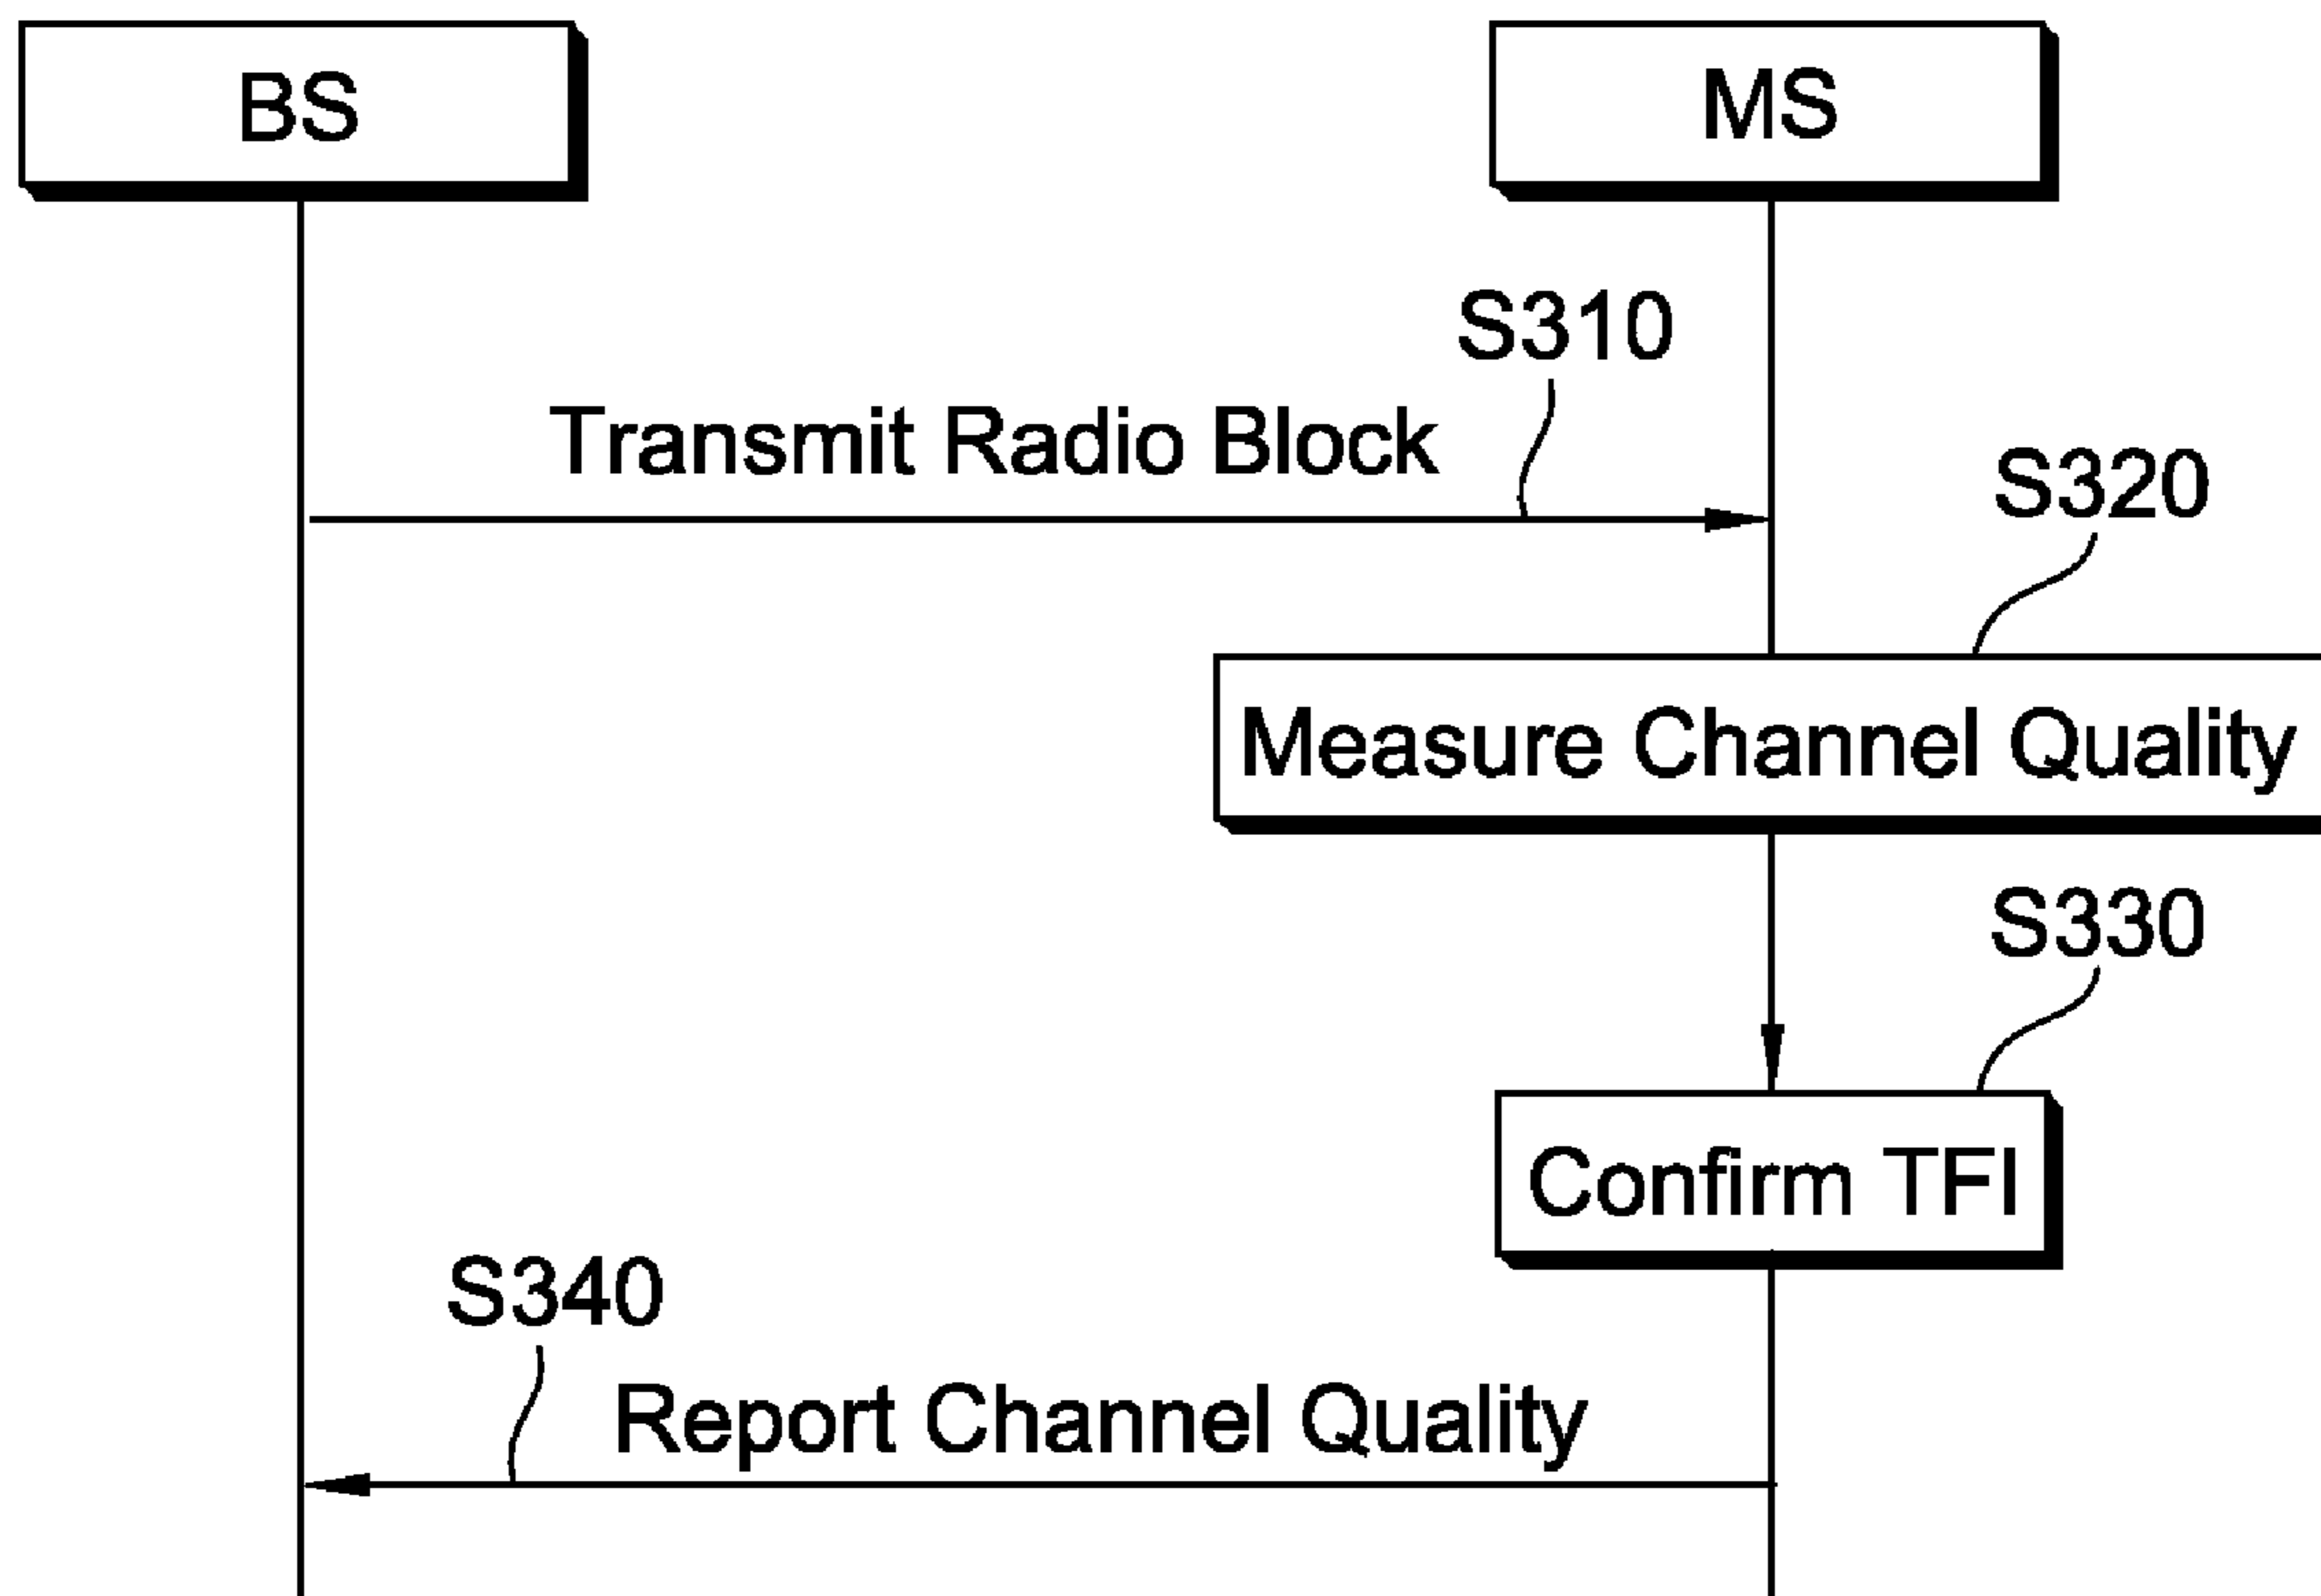 BS
MS
S310
Transmit Radio Block
S320
Measure Channel Quality
S330
Confirm TFI
S340
Report Channel Quality